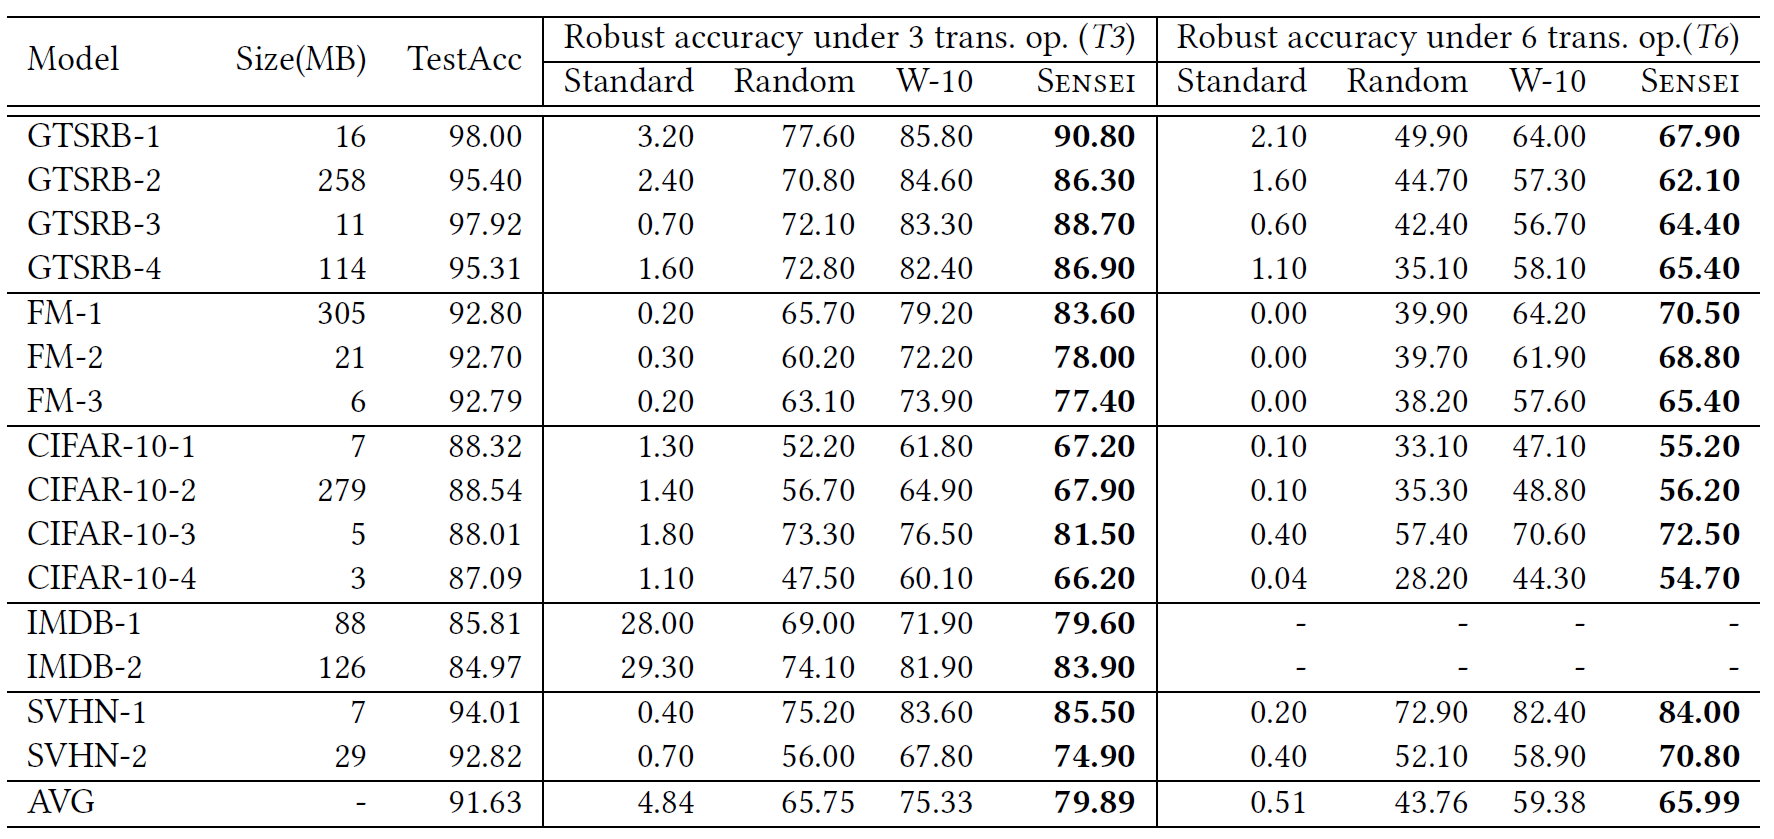 Model Size(MB) TestAcc Robust accuracy under 3 trans. op. (T3) Robust accuracy under 6 trans. op.(T6)
Standard Random W-10 SENSEI Standard Random W-10 SENSEI
GTSRB-1 16 98.00 3.20 77.60 85.80 90.80 2.10 49.90 64.00 67.90
GTSRB-2 258 95.40 2.40 70.80 84.60 86.30 1.60 44.70 57.30 62.10
GTSRB-3 11 97.92 0.70 72.10 83.30 88.70 0.60 42.40 56.70 64.40
GTSRB-4 114 95.31 1.60 72.80 82.40 86.90 1.10 35.10 58.10 65.40
FM-1 305 92.80 0.20 65.70 79.20 83.60 0.00 39.90 64.20 70.50
FM-2 21 92.70 0.30 60.20 72.20 78.00 0.00 39.70 61.90 68.80
FM-3 6 92.79 0.20 63.10 73.90 77.40 0.00 38.20 57.60 65.40
CIFAR-10-1 7 88.32 1.30 52.20 61.80 67.20 0.10 33.10 47.10 55.20
CIFAR-10-2 279 88.54 1.40 56.70 64.90 67.90 0.10 35.30 48.80 56.20
CIFAR-10-3 5 88.01 1.80 73.30 76.50 81.50 0.40 57.40 70.60 72.50
CIFAR-10-4 3 87.09 1.10 47.50 60.10 66.20 0.04 28.20 44.30 54.70
IMDB-1 88 85.81 28.00 69.00 71.90 79.60 - - - -
IMDB-2 126 84.97 29.30 74.10 81.90 83.90 - - - -
SVHN-1 7 94.01 0.40 75.20 83.60 85.50 0.20 72.90 82.40 84.00
SVHN-2 29 92.82 0.70 56.00 67.80 74.90 0.40 52.10 58.90 70.80
AVG - 91.63 4.84 65.75 75.33 79.89 0.51 43.76 59.38 65.99